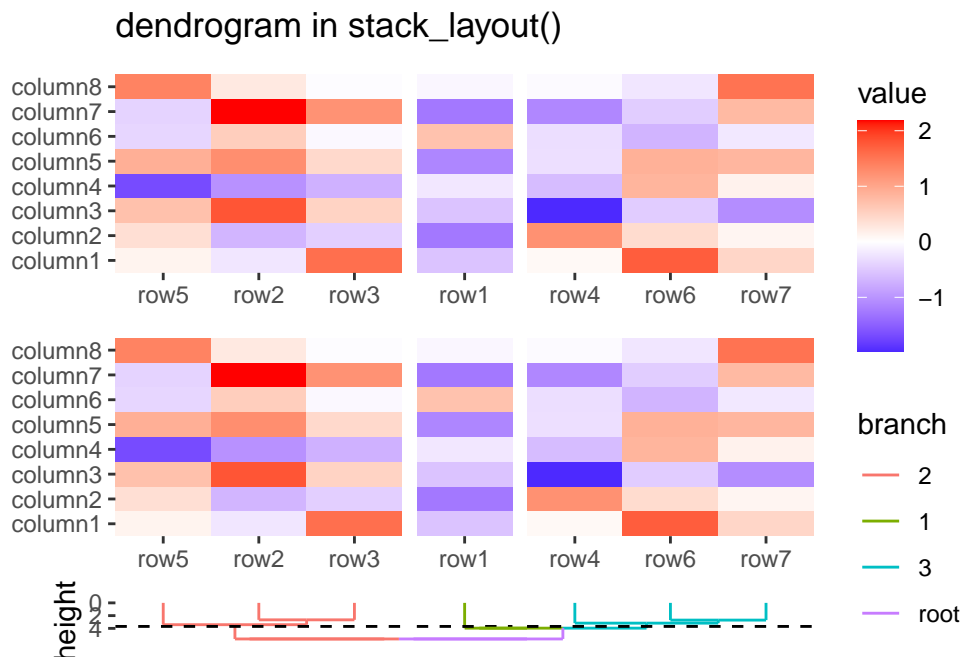 dendrogram in stack_layout()
column8
column7
column6
column5
column4
column3
column2
column1
row5 row2 row3 row1 row4 row6 row7
column8
column7
column6
column5
column4
column3
column2
column1
row5 row2 row3 row1 row4 row6 row7
height
0
2
4
value
2
1
0
−1
branch
2
1
3
root